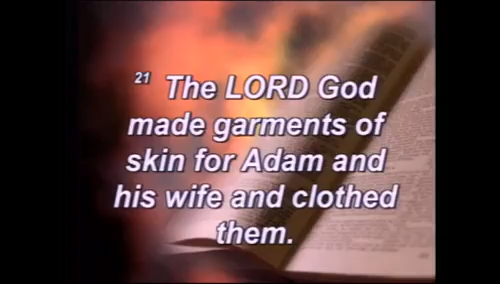 21 The LORD God
made garments of
skin for Adam and
his wife and clothed
them.